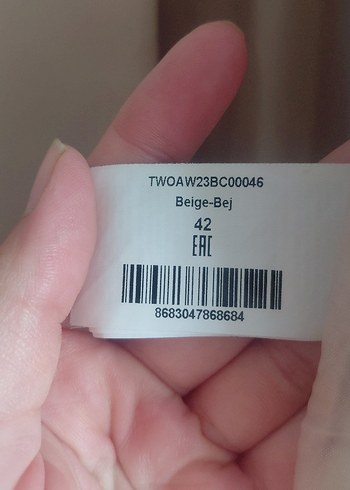 TWOAW23BC00046
Beige-Bej
42
EAC
8683047868684